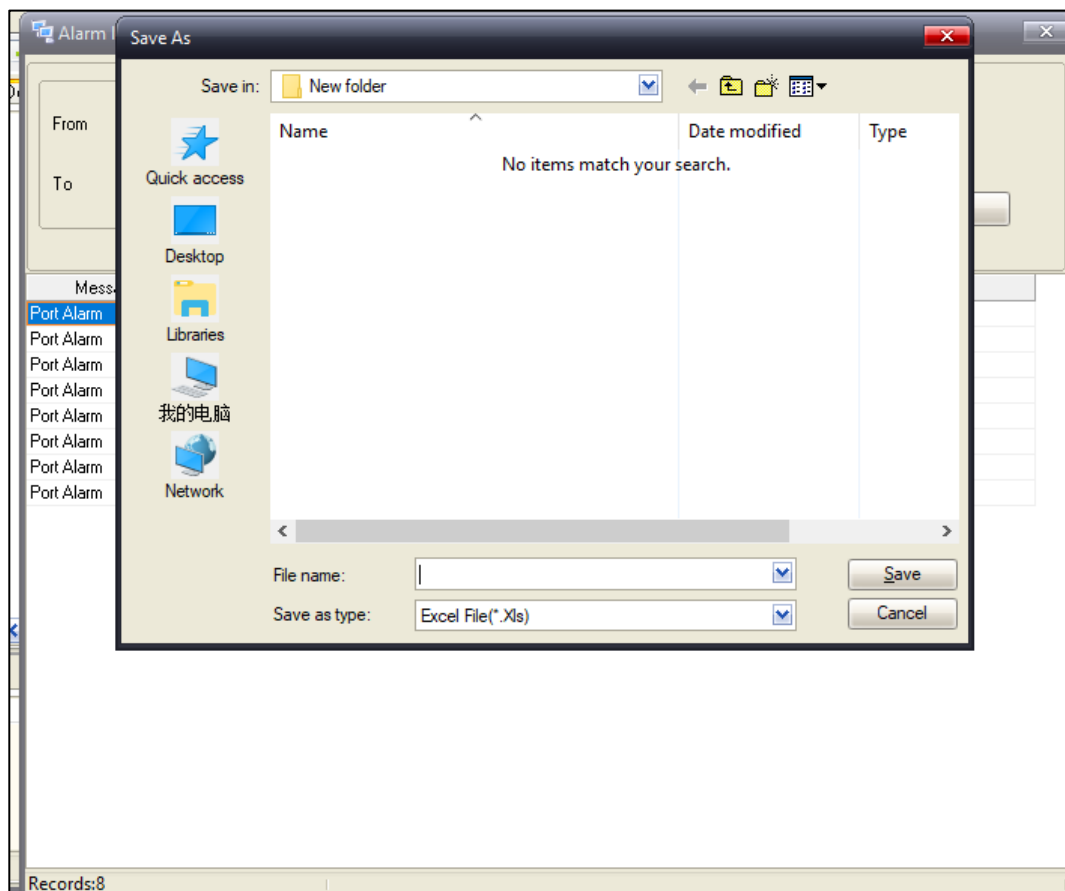 Alarm
Save As
Save in:
New folder
From
To
Name
Date modified
Type
No items match your search.
Quick access
Desktop
Libraries
我的电脑
Network
Mess
Port Alarm
Port Alarm
Port Alarm
Port Alarm
Port Alarm
Port Alarm
Port Alarm
Port Alarm
File name:
Save
Save as type:
Excel File(*.Xls)
Cancel
Records:8